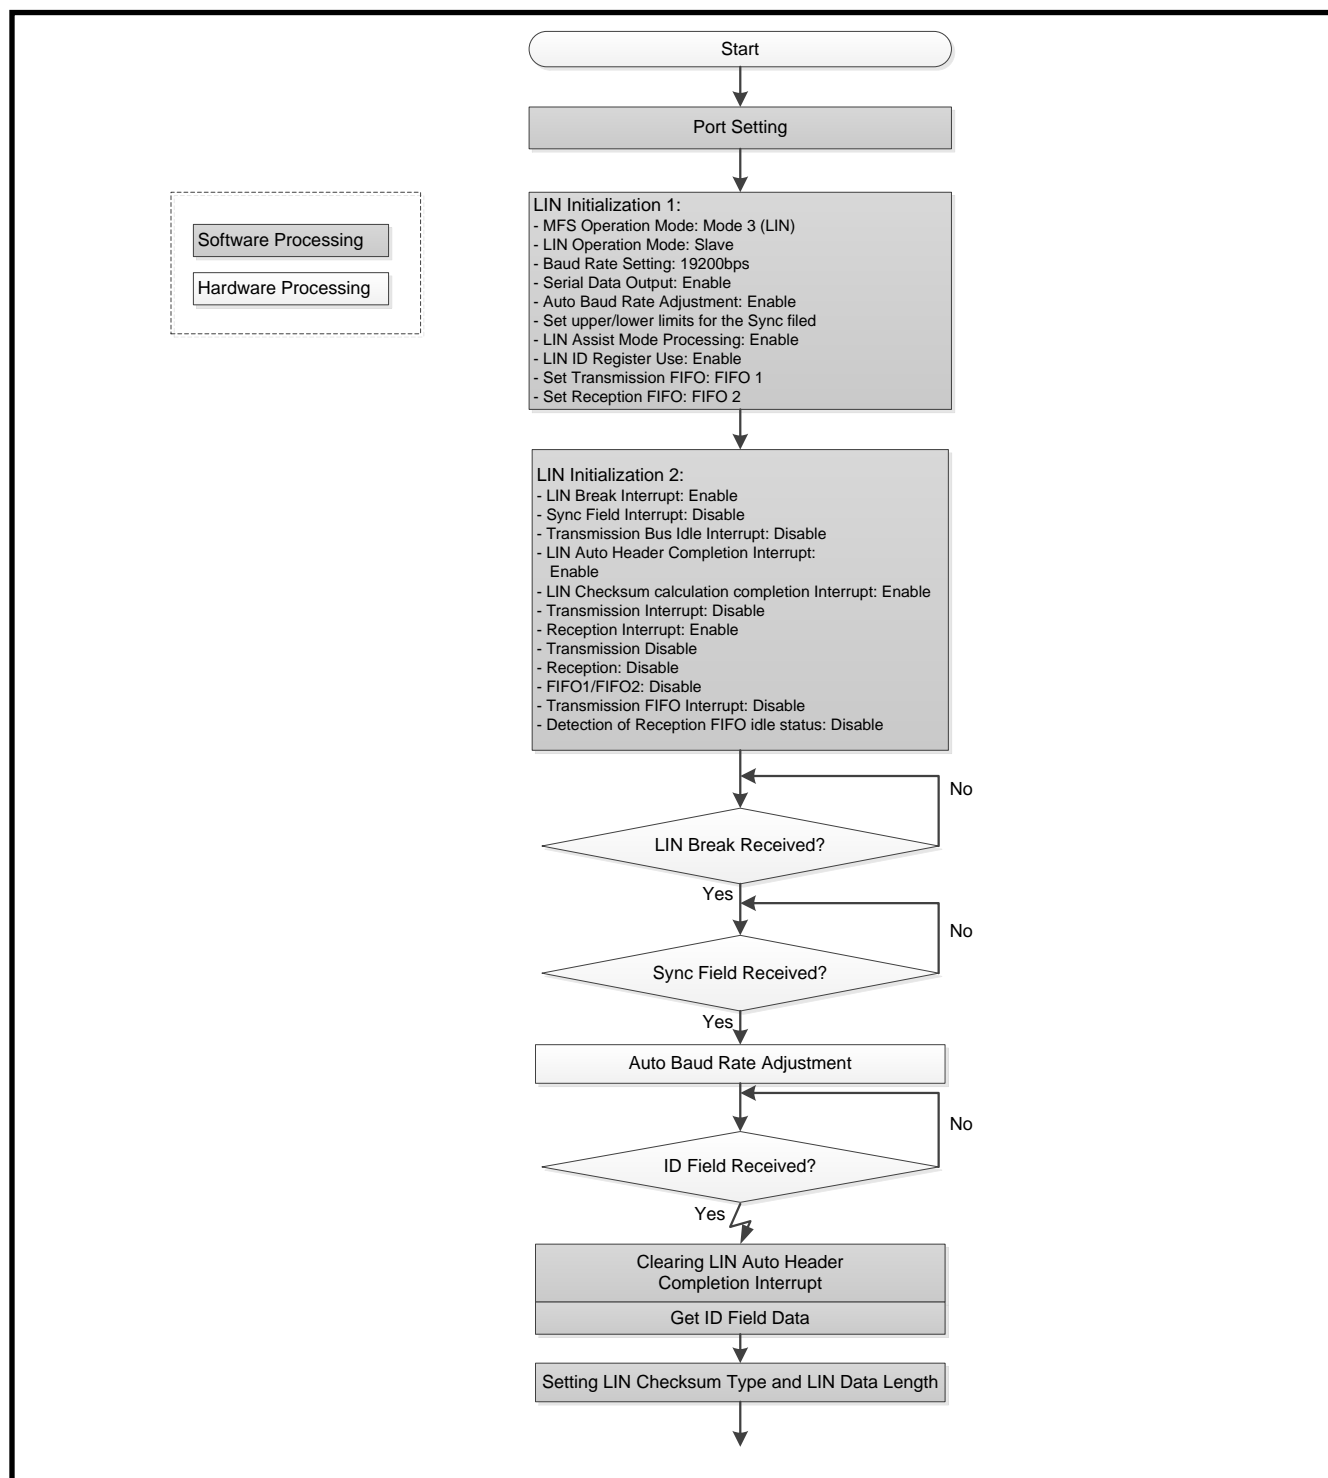 Start
Port Setting
Software Processing
Hardware Processing
LIN Initialization 1:
- MFS Operation Mode: Mode 3 (LIN)
- LIN Operation Mode: Slave
- Baud Rate Setting: 19200bps
- Serial Data Output: Enable
- Auto Baud Rate Adjustment: Enable
- Set upper/lower limits for the Sync filed
- LIN Assist Mode Processing: Enable
- LIN ID Register Use: Enable
- Set Transmission FIFO: FIFO 1
- Set Reception FIFO: FIFO 2
LIN Initialization 2:
- LIN Break Interrupt: Enable
- Sync Field Interrupt: Disable
- Transmission Bus Idle Interrupt: Disable
- LIN Auto Header Completion Interrupt:
Enable
- LIN Checksum calculation completion Interrupt: Enable
- Transmission Interrupt: Disable
- Reception Interrupt: Enable
- Transmission Disable
- Reception: Disable
- FIFO1/FIFO2: Disable
- Transmission FIFO Interrupt: Disable
- Detection of Reception FIFO idle status: Disable
No
LIN Break Received?
Yes
No
Sync Field Received?
Yes
Auto Baud Rate Adjustment
No
ID Field Received?
Yes
Clearing LIN Auto Header
Completion Interrupt
Get ID Field Data
Setting LIN Checksum Type and LIN Data Length